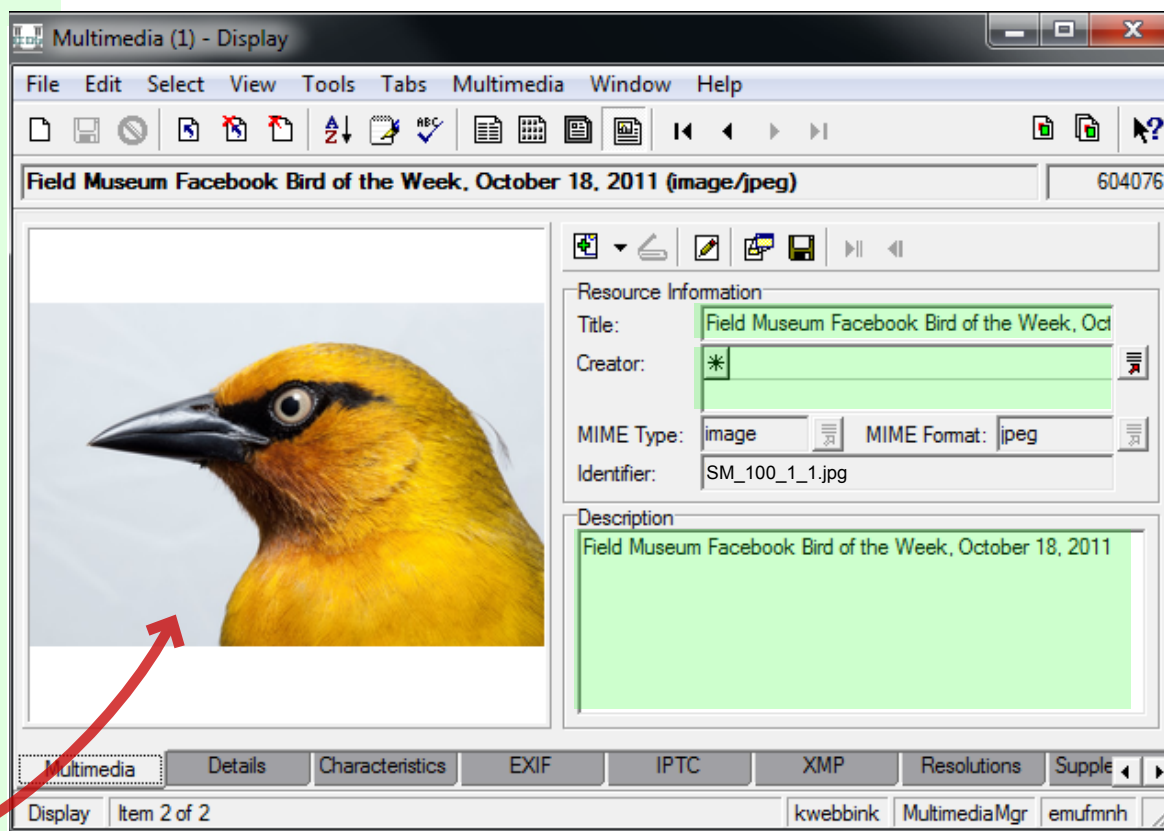 Multimedia (1) - Display
File Edit Select View Tools Tabs Multimedia Window Help
A Z ABC ?
Field Museum Facebook Bird of the Week, October 18, 2011 (image/jpeg) 604076
Resource Information
Title: Field Museum Facebook Bird of the Week, Oct
Creator:
MIME Type: image MIME Format: jpeg
Identifier: SM_100_1_1.jpg
Description
Field Museum Facebook Bird of the Week, October 18, 2011
Multimedia Details Characteristics EXIF IPTC XMP Resolutions Supple
Display Item 2 of 2 kwebbink MultimediaMgr emufmnh